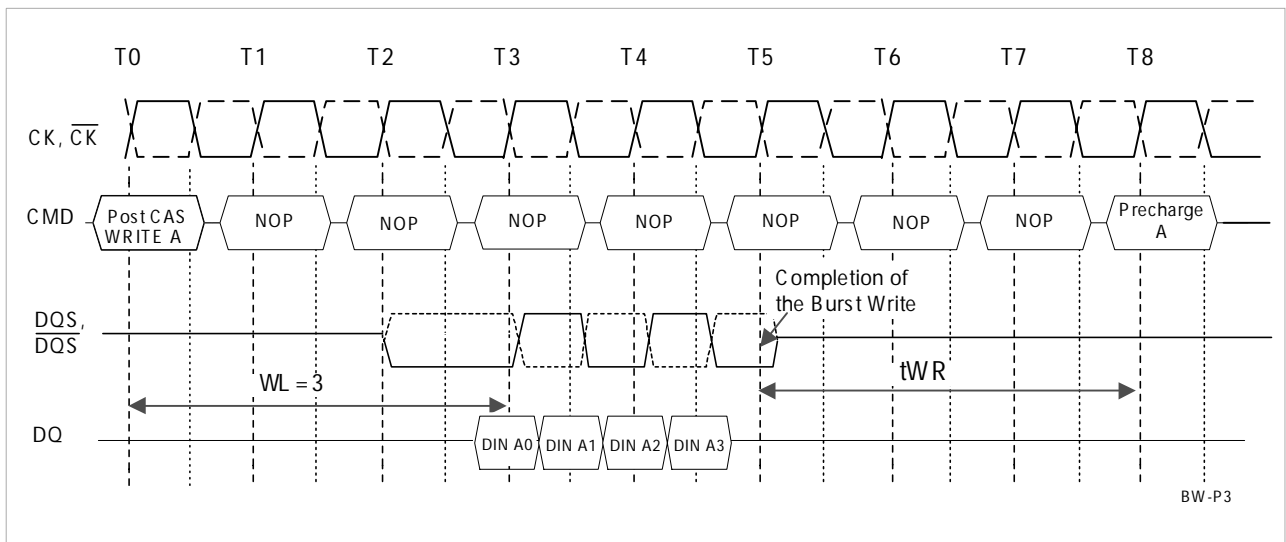 T0 T1 T2 T3 T4 T5 T6 T7 T8
CK, CK
CMD
Post CAS
WRITE A
NOP NOP NOP NOP NOP NOP NOP
Precharge
A
Completion of
the Burst Write
DQS,
DQS
WL = 3
tWR
DQ
DIN A0 DIN A1 DIN A2 DIN A3
BW-P3